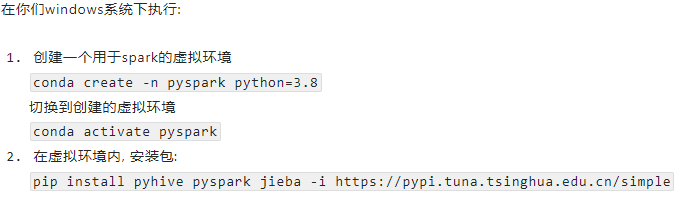 在你们windows系统下执行:
1. 创建一个用于spark的虚拟环境
conda create -n pyspark python=3.8
切换到创建的虚拟环境
conda activate pyspark
2. 在虚拟环境内, 安装包:
pip install pyhive pyspark jieba -i https://pypi.tuna.tsinghua.edu.cn/simple